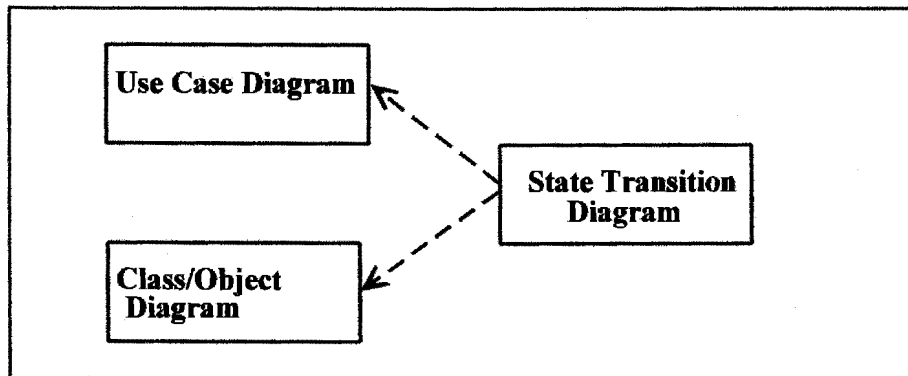 Use Case Diagram
State Transition
Diagram
Class/Object
Diagram